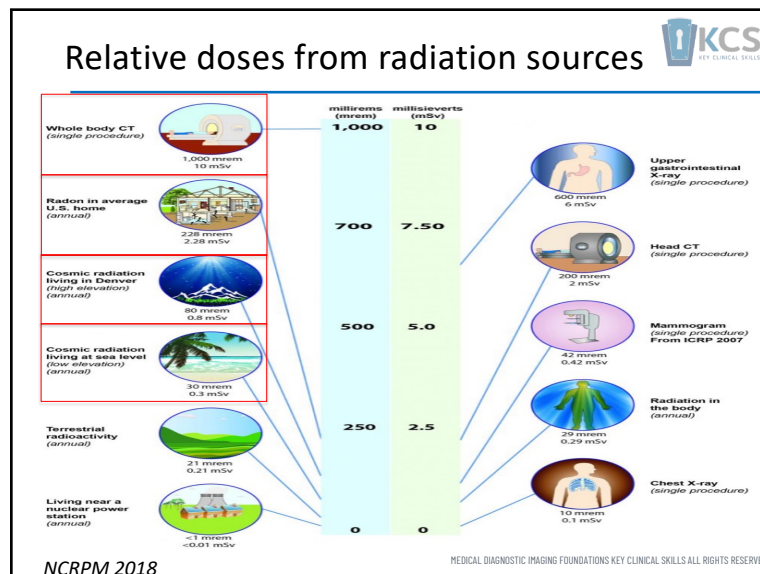 Relative doses from radiation sources
KCS
KEY CLINICAL SKILLS
Whole body CT
(single procedure)
1,000 mrem
10 mSv
Radon in average
U.S. home
(annual)
228 mrem
2.28 mSv
Cosmic radiation
living in Denver
(high elevation)
(annual)
80 mrem
0.8 mSv
Cosmic radiation
living at sea level
(low elevation)
(annual)
30 mrem
0.3 mSv
Terrestrial
radioactivity
(annual)
21 mrem
0.21 mSv
Living near a
nuclear power
station
(annual)
<1 mrem
<0.01 mSv
millirems millisieverts
(mrem) (mSv)
1,000 10
700 7.50
500 5.0
250 2.5
0 0
Upper
gastrointestinal
X-ray
(single procedure)
600 mrem
6 mSv
Head CT
(single procedure)
200 mrem
2 mSv
Mammogram
(single procedure)
From ICRP 2007
42 mrem
0.42 mSv
Radiation in
the body
(annual)
29 mrem
0.29 mSv
Chest X-ray
(single procedure)
10 mrem
0.1 mSv
NCRPM 2018
MEDICAL DIAGNOSTIC IMAGING FOUNDATIONS KEY CLINICAL SKILLS ALL RIGHTS RESERVE